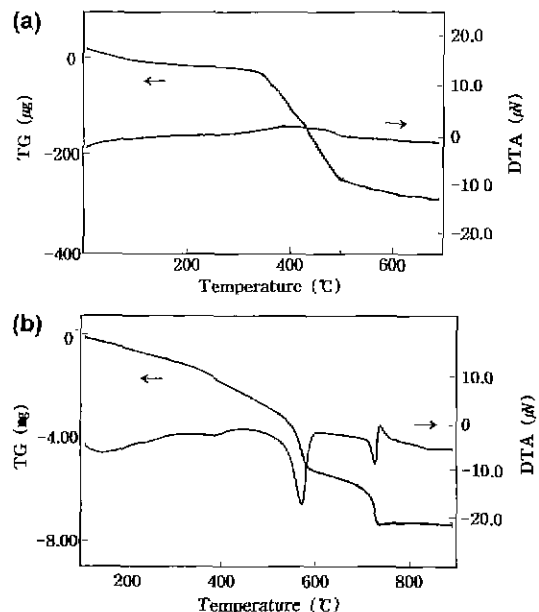 (a)
0
-200
-400
TG (μg)
20.0
10.0
0
-10.0
-20.0
DTA (μV)
200 400 600
Temperature (℃)
(b)
0
-4.00
-8.00
TG (mg)
10.0
0
-10.0
-20.0
DTA (μV)
200 400 600 800
Temperature (℃)